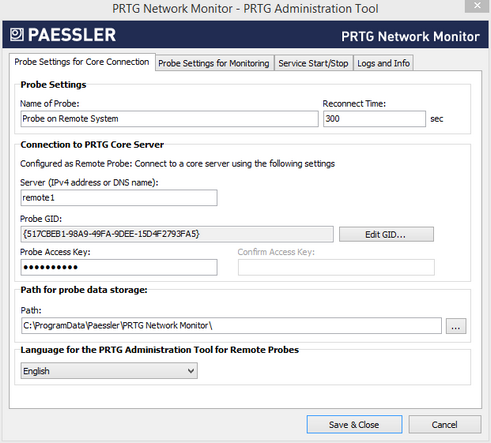 PRTG Network Monitor - PRTG Administration Tool
PAESSLER
PRTG Network Monitor
Probe Settings for Core Connection
Probe Settings for Monitoring
Service Start/Stop
Logs and Info
Probe Settings
Name of Probe:
Reconnect Time:
Probe on Remote System
300
sec
Connection to PRTG Core Server
Configured as Remote Probe: Connect to a core server using the following settings
Server (IPv4 address or DNS name):
remote1
Probe GID:
{517CBEB1-98A9-49FA-9DEE-15D4F2793FA5}
Edit GID...
Probe Access Key:
Confirm Access Key:
●●●●●●●●●●
Path for probe data storage:
Path:
C:\ProgramData\Paessler\PRTG Network Monitor\
...
Language for the PRTG Administration Tool for Remote Probes
English
Save & Close
Cancel